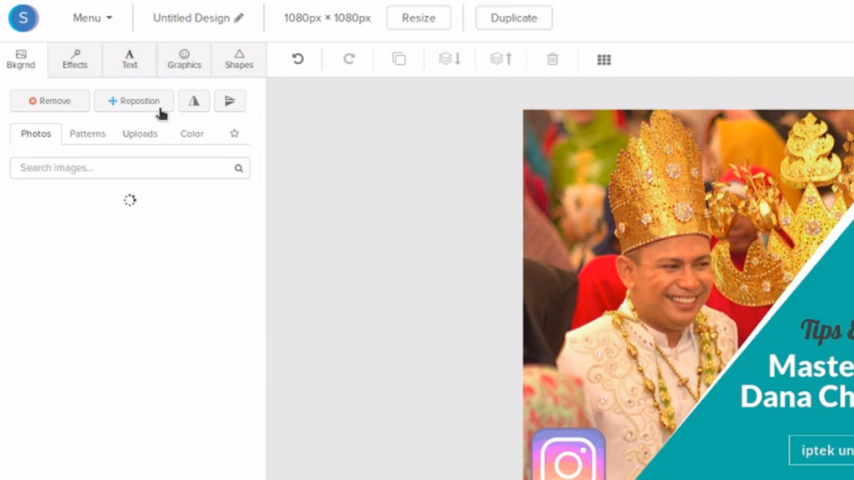 S Menu Untitled Design 1080px × 1080px Resize Duplicate
Bkgrnd Effects Text Graphics Shapes
Remove Reposition
Photos Patterns Uploads Color
Search images...
Tips &
Maste
Dana Ch
iptek un